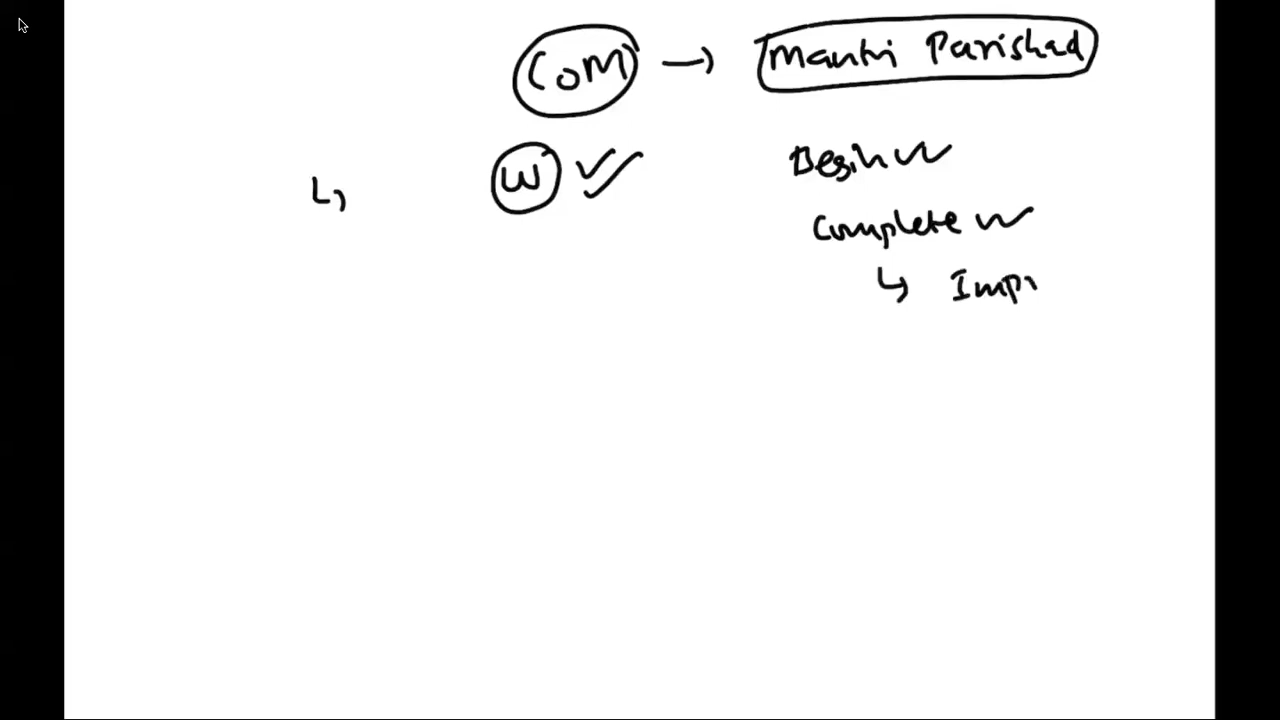 COM → Mantri Parishad
W ✓✓ Begin ✓✓
↳
Complete ✓✓
↳ Imp